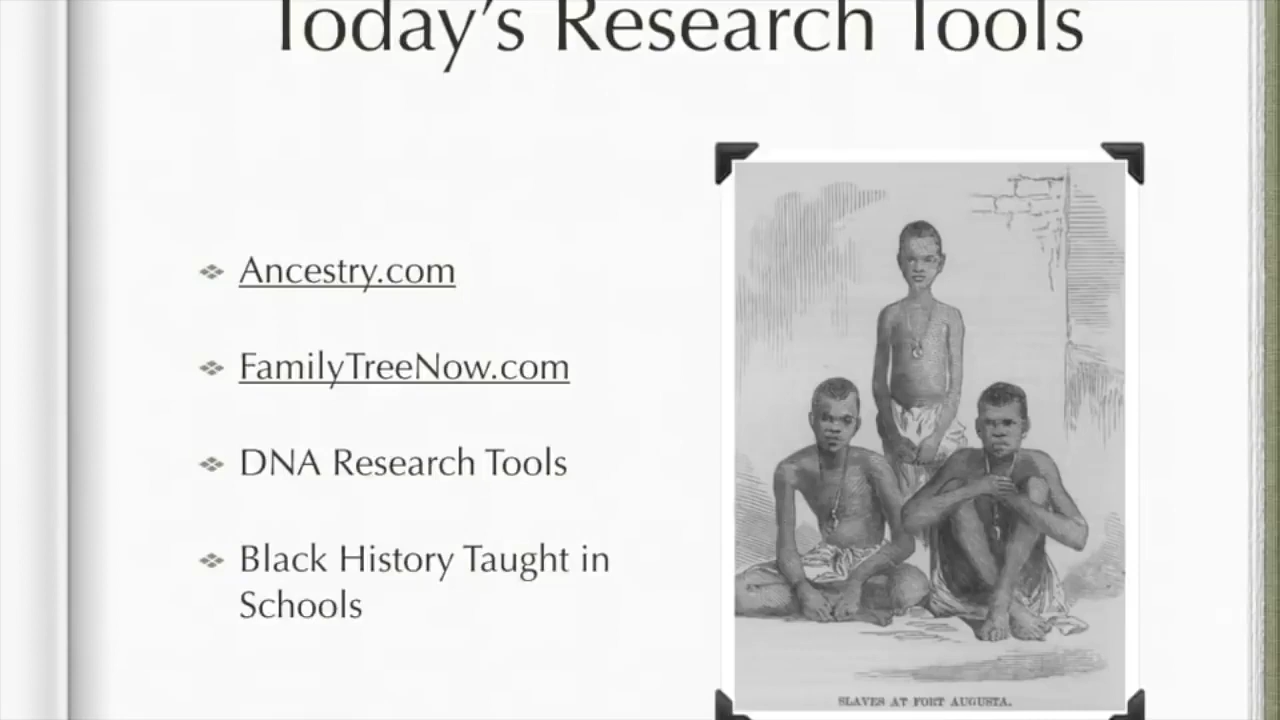 Today's Research Tools
Ancestry.com
FamilyTreeNow.com
DNA Research Tools
Black History Taught in
Schools
SLAVES AT FORT AUGUSTA.